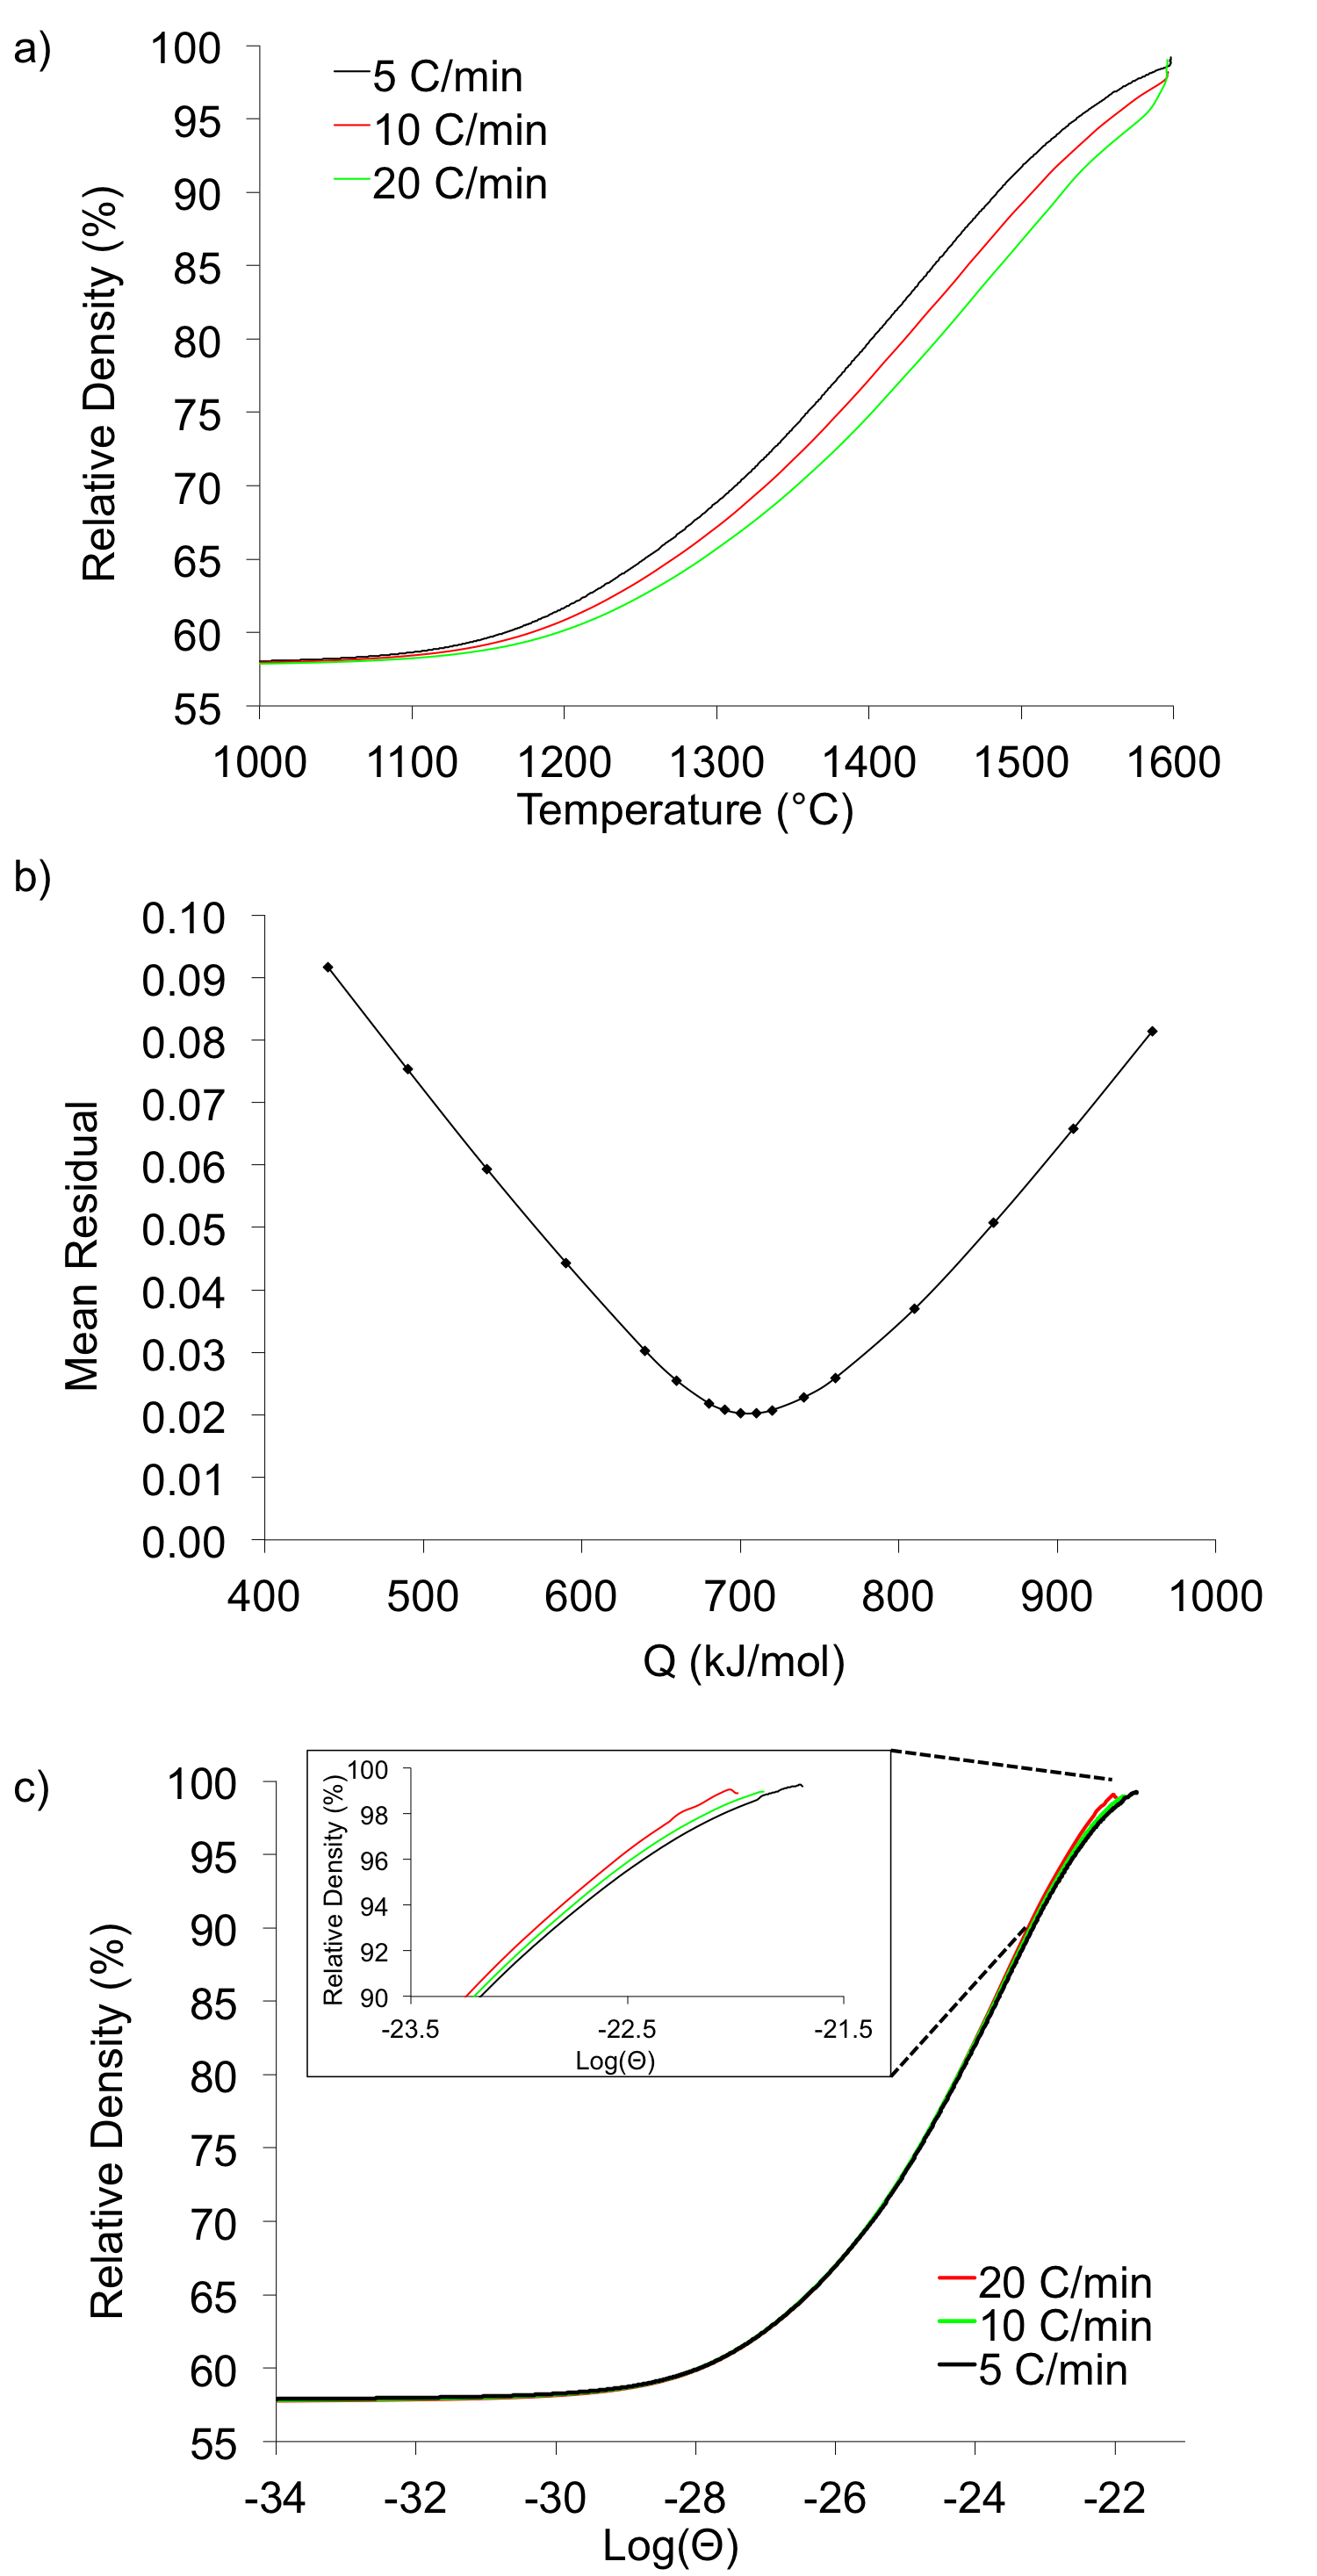 a)
100
95
90
85
80
75
70
65
60
55
Relative Density (%)
5 C/min
10 C/min
20 C/min
1000 1100 1200 1300 1400 1500 1600
Temperature (°C)
b)
0.10
0.09
0.08
0.07
0.06
0.05
0.04
0.03
0.02
0.01
0.00
Mean Residual
400 500 600 700 800 900 1000
Q (kJ/mol)
c)
100
95
90
85
80
75
70
65
60
55
Relative Density (%)
100
98
96
94
92
90
Relative Density (%)
-23.5 -22.5 -21.5
Log(Θ)
20 C/min
10 C/min
5 C/min
-34 -32 -30 -28 -26 -24 -22
Log(Θ)